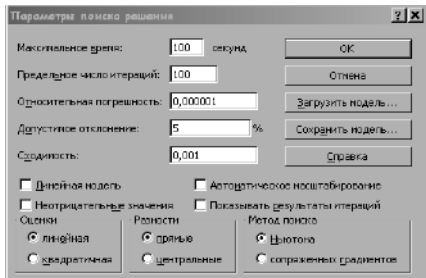 Параметры поиска решения
Максимальное время: 100 секунд OK
Предельное число итераций: 100 Отмена
Относительная погрешность: 0,000001 Загрузить модель...
Допустимое отклонение: 5 % Сохранить модель...
Сходимость: 0,001 Справка
Линейная модель Автоматическое масштабирование
Неотрицательные значения Показывать результаты итераций
Оценки Разности Метод поиска
линейная прямые Ньютона
квадратичная центральные сопряженных градиентов